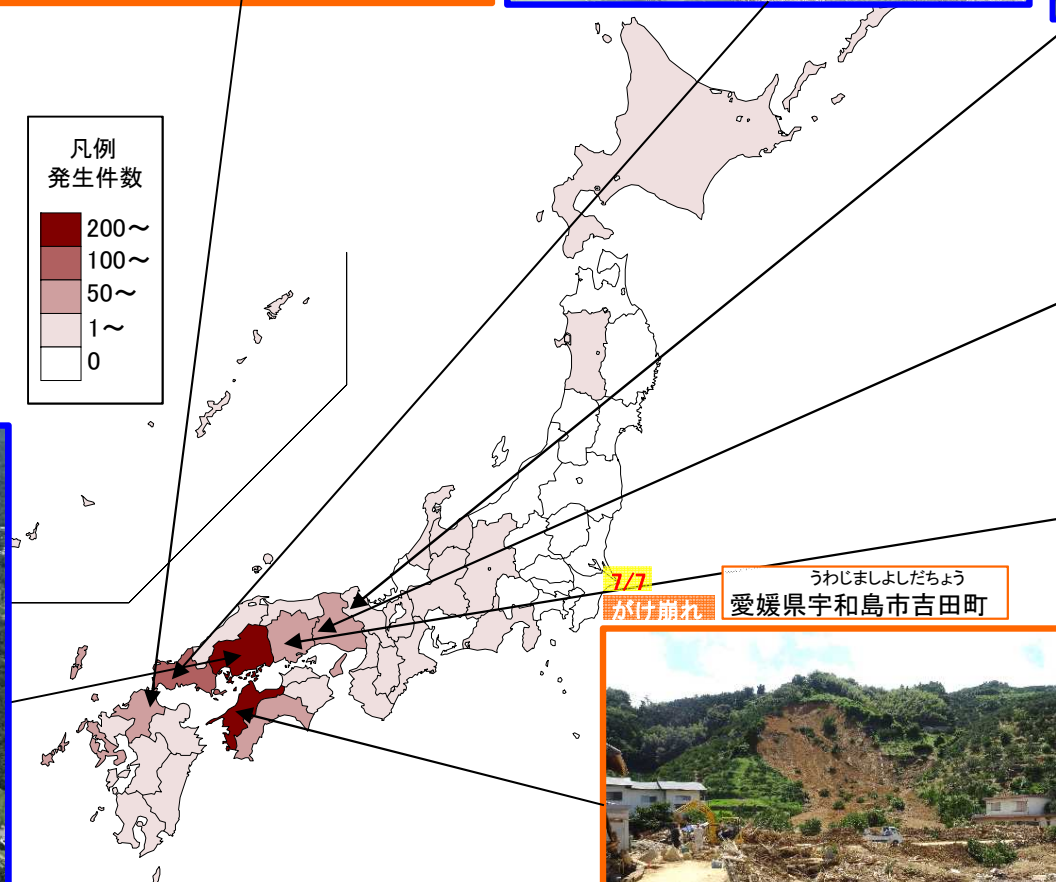 凡例
発生件数
200～
100～
50～
1～
0
7/7
がけ崩れ
うわじましよしだちょう
愛媛県宇和島市吉田町